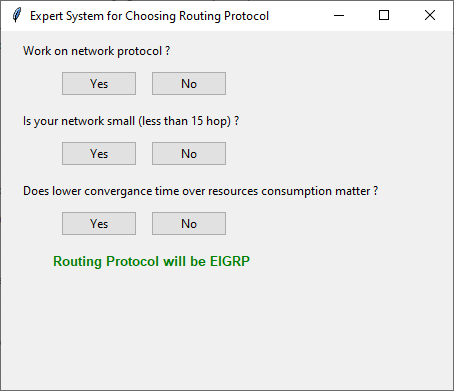 Expert System for Choosing Routing Protocol
Work on network protocol ?
Yes No
Is your network small (less than 15 hop) ?
Yes No
Does lower convergance time over resources consumption matter ?
Yes No
Routing Protocol will be EIGRP